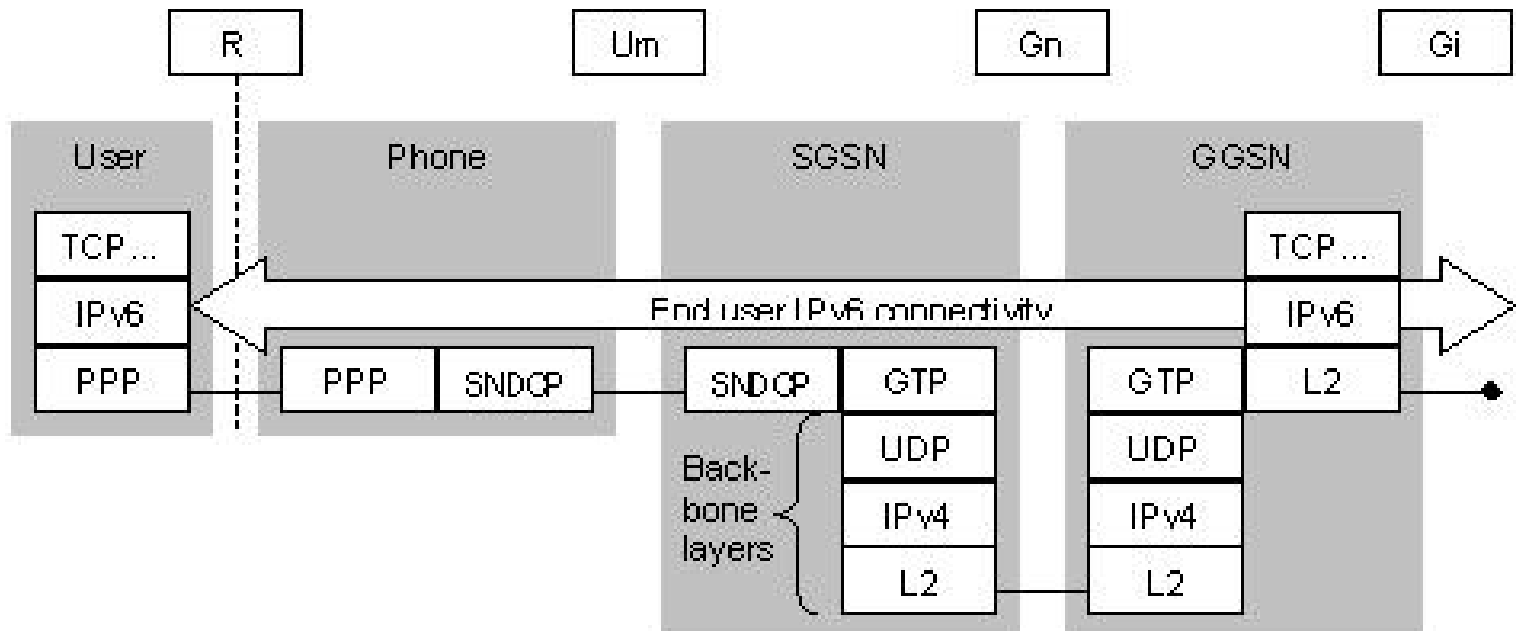 R
Um
Gn
Gi
User
Phone
SGSN
GGSN
TCP...
TCP...
IPv6
End user IPv6 connectivity
IPv6
PPP
PPP
SNDCP
SNDCP
GTP
GTP
L2
Back-
bone
layers
UDP
UDP
IPv4
IPv4
L2
L2